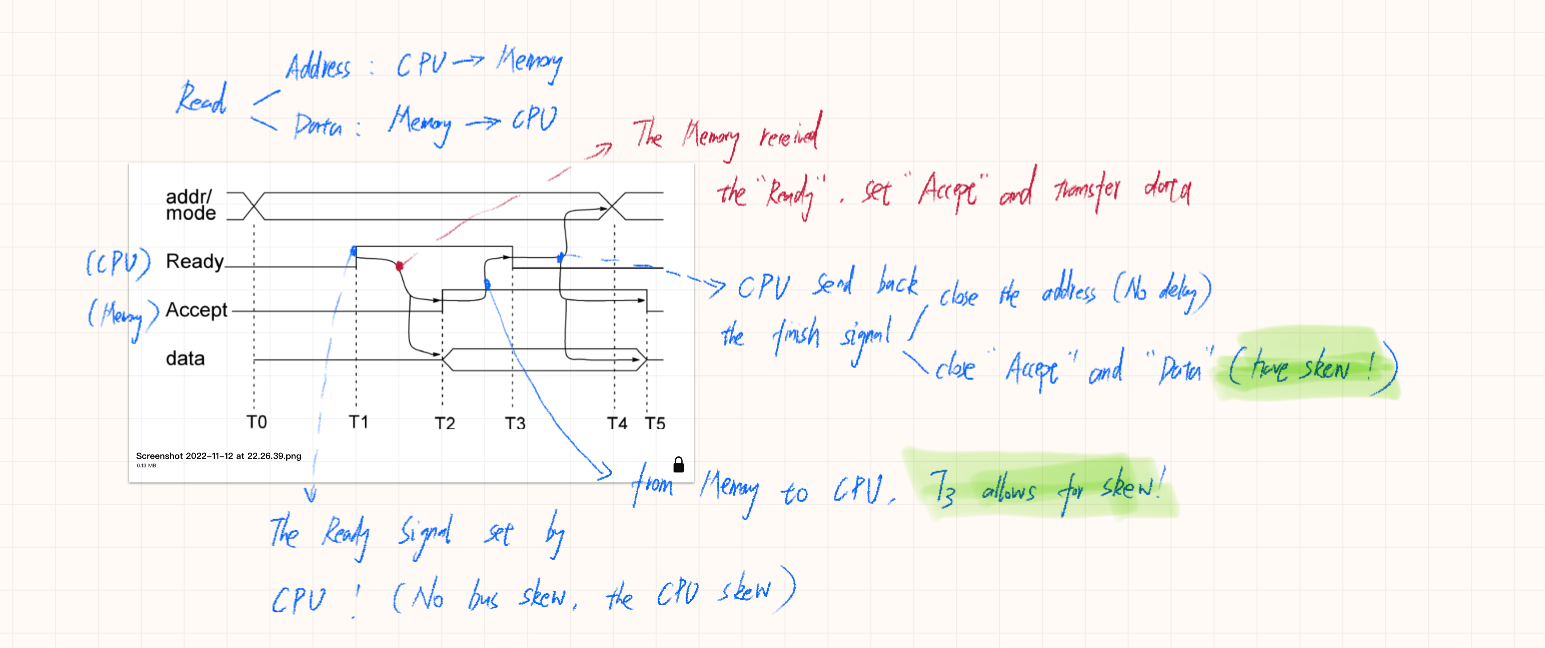 Address : CPU → Memory
Read
Data : Memory → CPU
The Memory received
the "Ready", set "Accept" and transfer data
addr/
mode
(CPU) Ready
(Memory) Accept
data
T0 T1 T2 T3 T4 T5
Screenshot 2022-11-12 at 22.26.39.png
0.13 MB
CPU send back
the finish signal
close the address (No delay)
close "Accept" and "Data" (have skew!)
from Memory to CPU. T3 allows for skew!
The Ready Signal set by
CPU ! (No bus skew, the CPU skew)